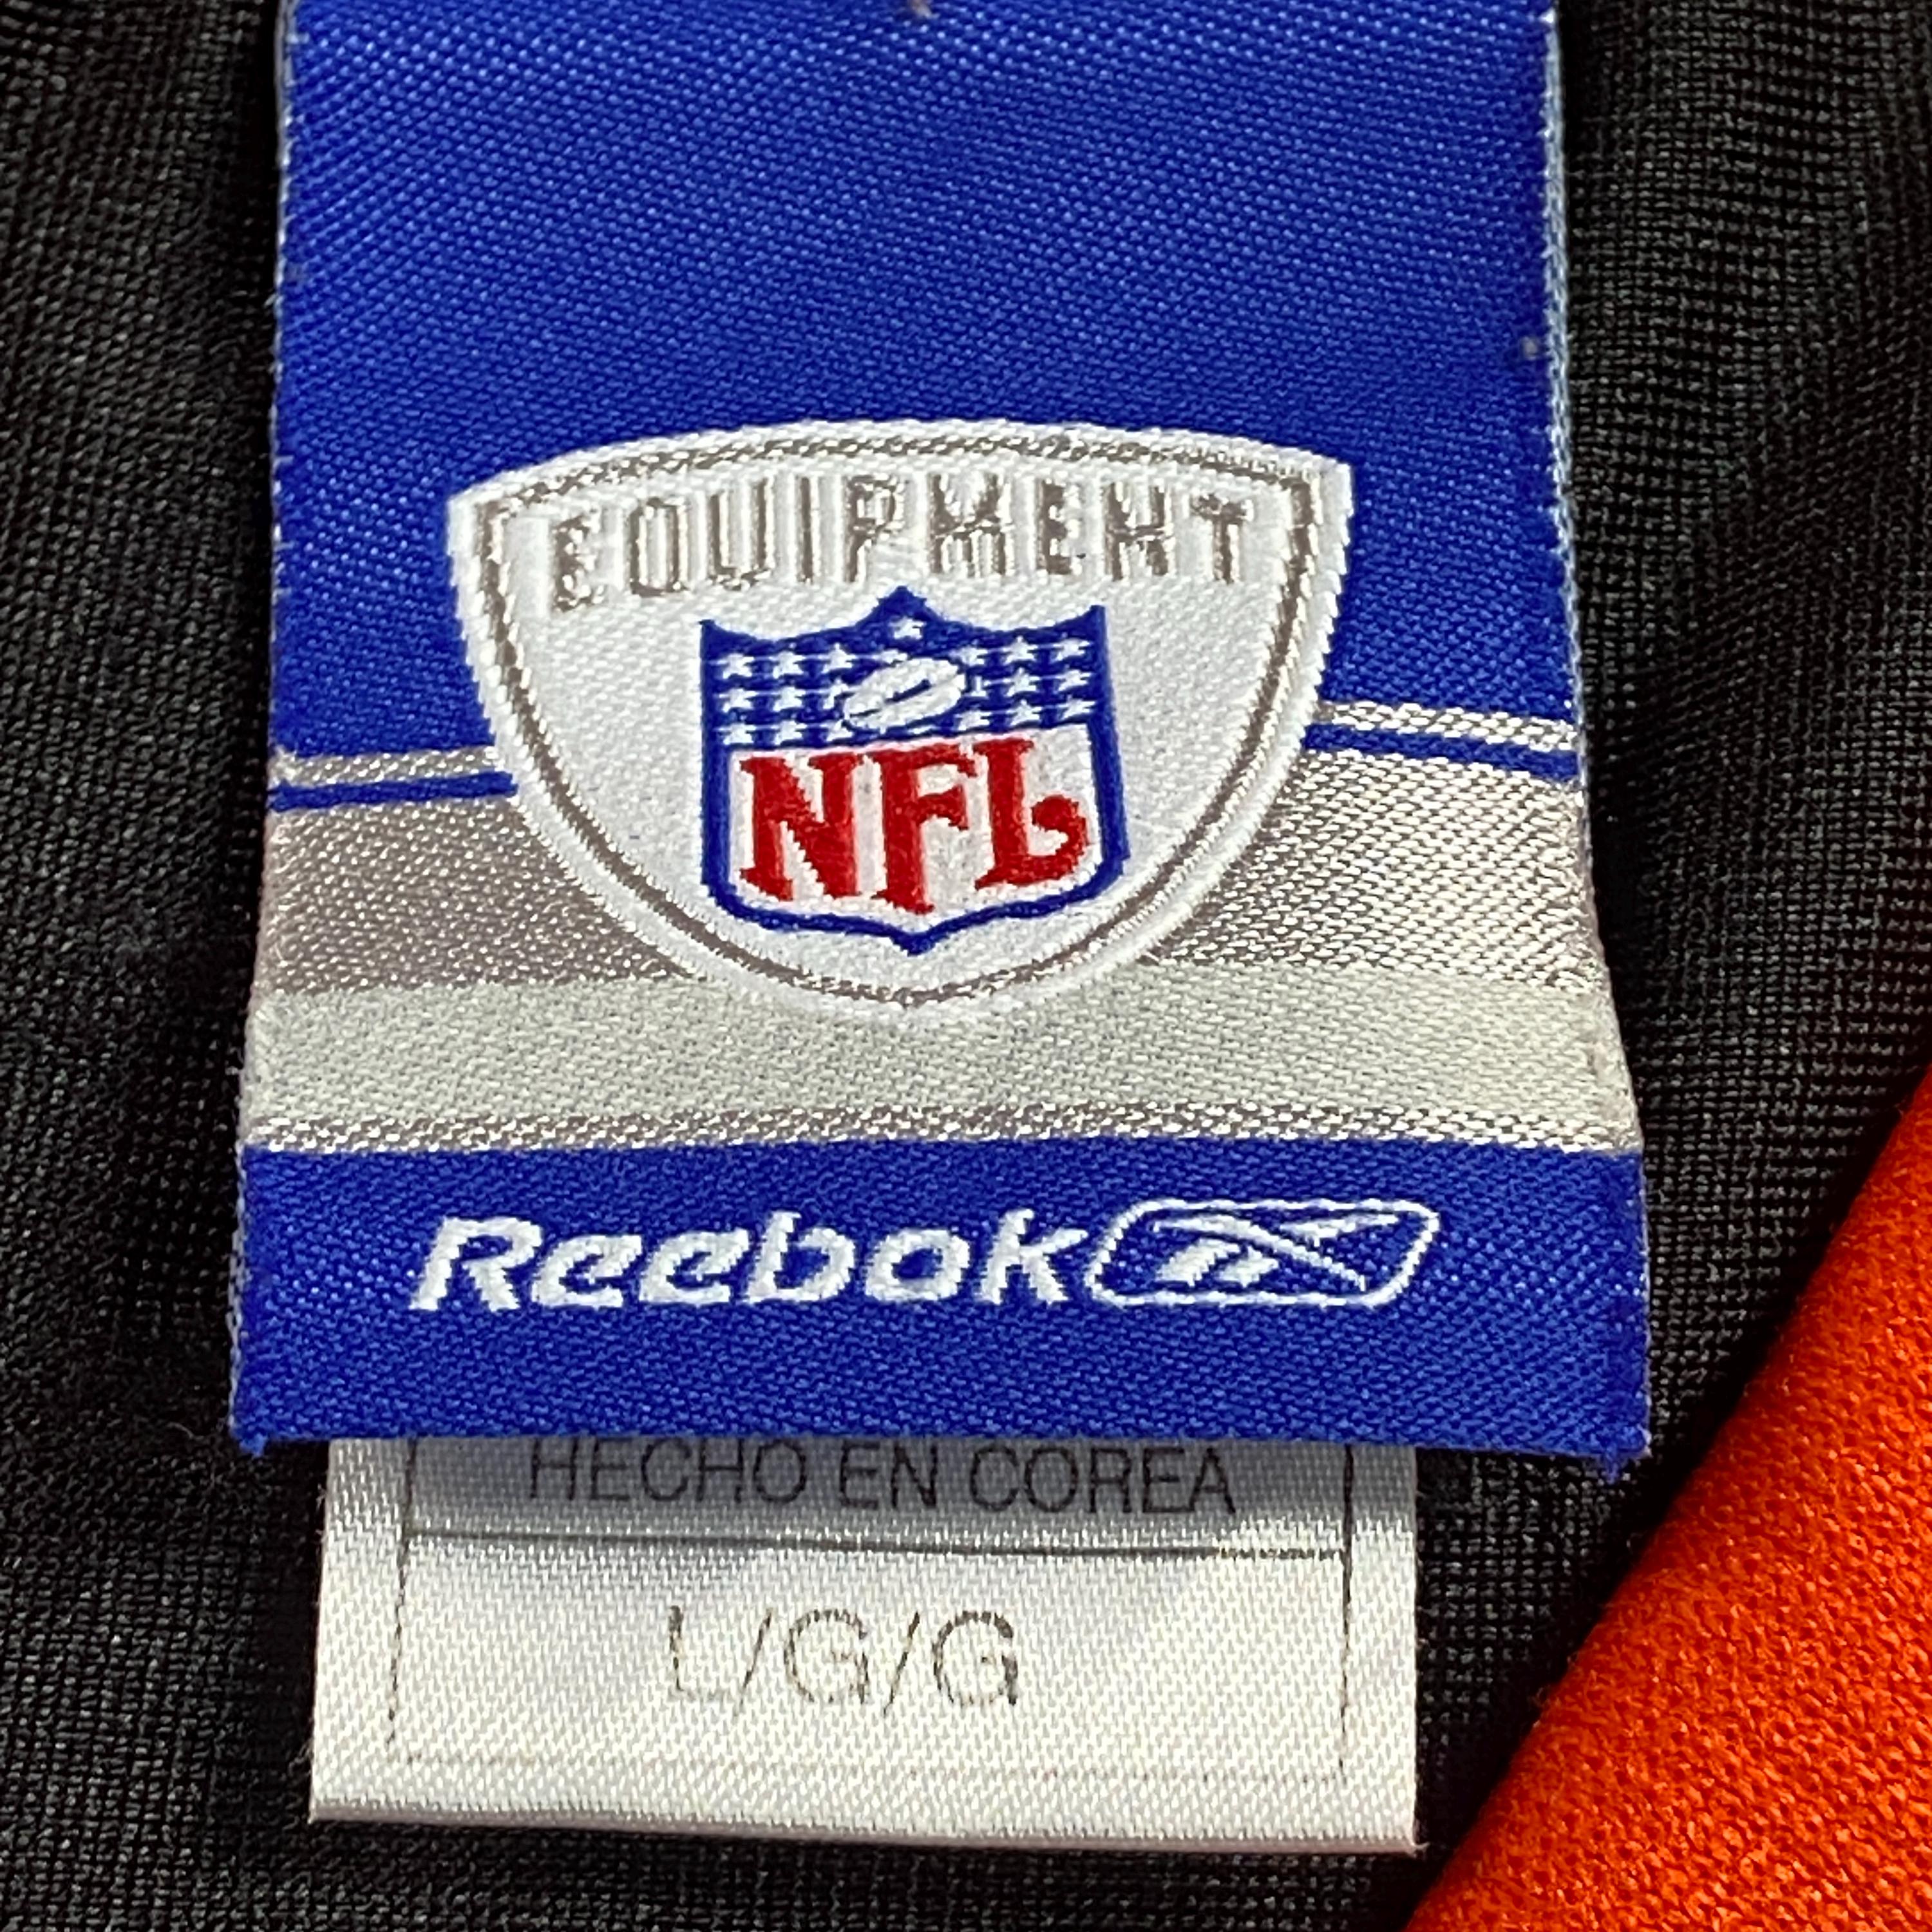 EQUIPMENT
NFL
Reebok
HECHO EN COREA
L/G/G